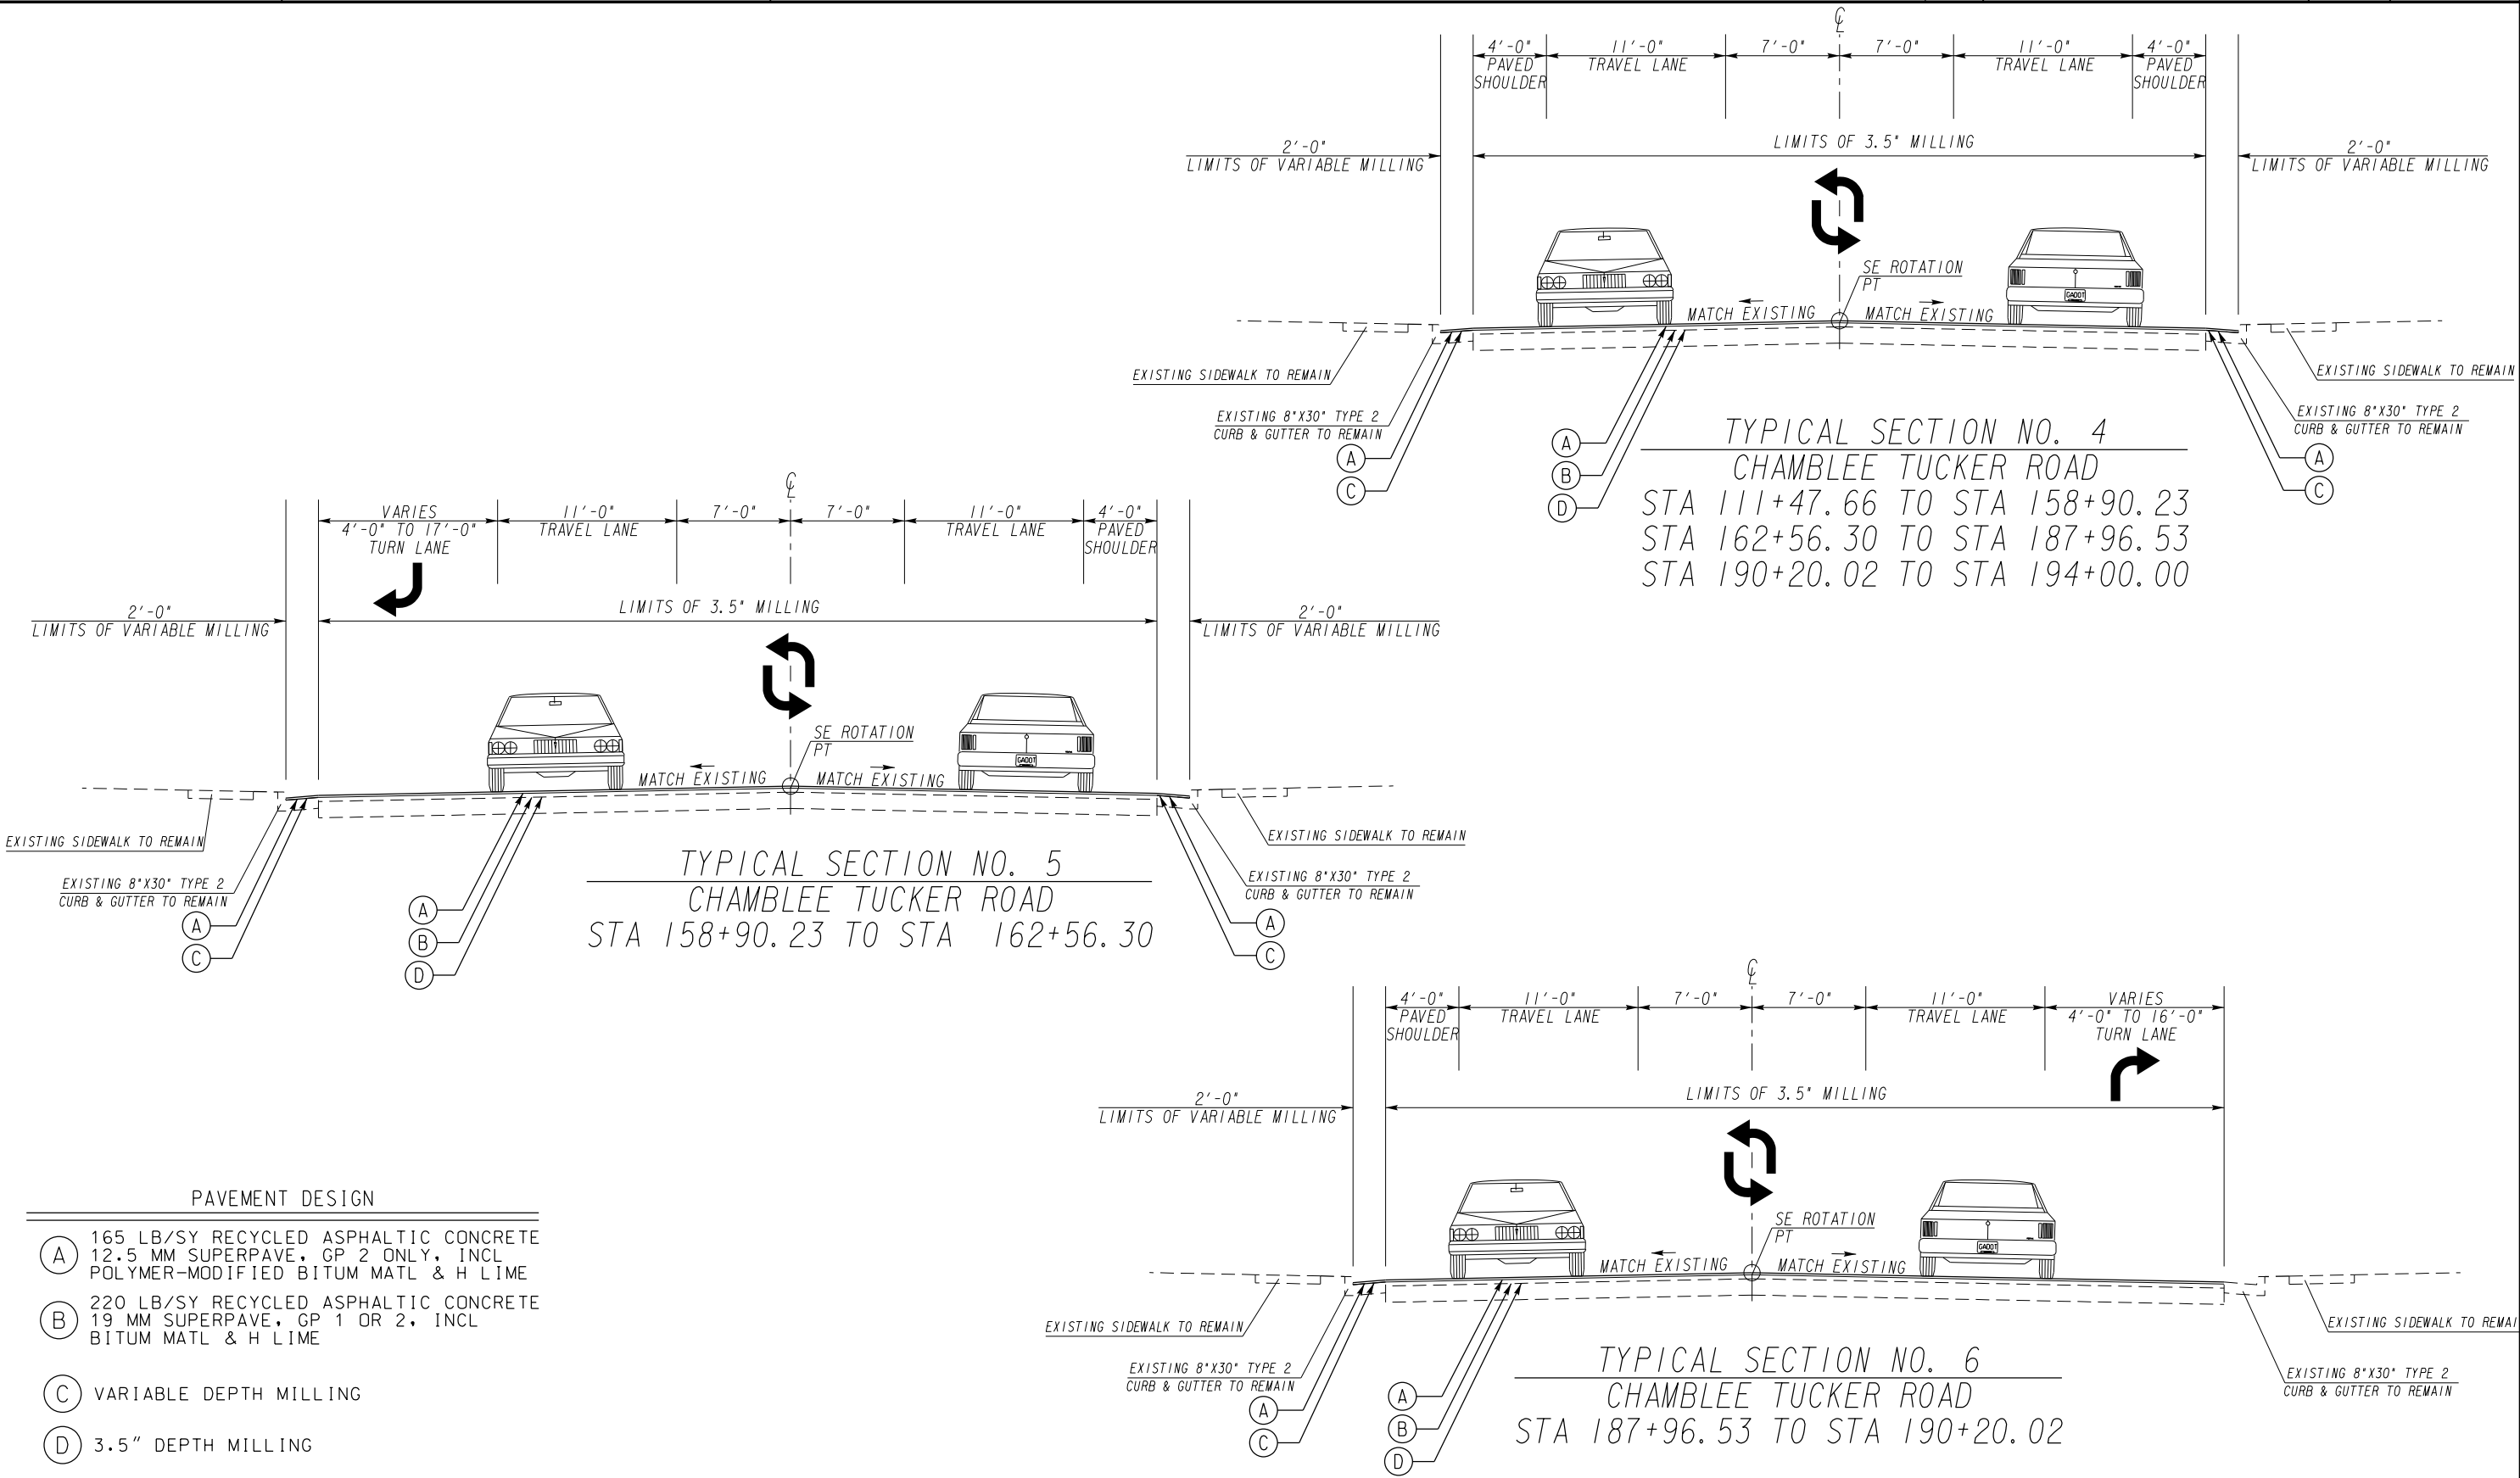 ℄
4'-0"
PAVED
SHOULDER
11'-0"
TRAVEL LANE
7'-0"
7'-0"
11'-0"
TRAVEL LANE
4'-0"
PAVED
SHOULDER
2'-0"
LIMITS OF VARIABLE MILLING
LIMITS OF 3.5" MILLING
2'-0"
LIMITS OF VARIABLE MILLING
SE ROTATION
PT
MATCH EXISTING
MATCH EXISTING
GADOT
EXISTING SIDEWALK TO REMAIN
EXISTING 8"X30" TYPE 2
CURB & GUTTER TO REMAIN
A
C
A
B
D
EXISTING SIDEWALK TO REMAIN
EXISTING 8"X30" TYPE 2
CURB & GUTTER TO REMAIN
A
C
TYPICAL SECTION NO. 4
CHAMBLEE TUCKER ROAD
STA 111+47.66 TO STA 158+90.23
STA 162+56.30 TO STA 187+96.53
STA 190+20.02 TO STA 194+00.00
℄
VARIES
4'-0" TO 17'-0"
TURN LANE
11'-0"
TRAVEL LANE
7'-0"
7'-0"
11'-0"
TRAVEL LANE
4'-0"
PAVED
SHOULDER
2'-0"
LIMITS OF VARIABLE MILLING
LIMITS OF 3.5" MILLING
2'-0"
LIMITS OF VARIABLE MILLING
SE ROTATION
PT
MATCH EXISTING
MATCH EXISTING
GADOT
EXISTING SIDEWALK TO REMAIN
EXISTING 8"X30" TYPE 2
CURB & GUTTER TO REMAIN
A
C
A
B
D
EXISTING SIDEWALK TO REMAIN
EXISTING 8"X30" TYPE 2
CURB & GUTTER TO REMAIN
A
C
TYPICAL SECTION NO. 5
CHAMBLEE TUCKER ROAD
STA 158+90.23 TO STA 162+56.30
℄
4'-0"
PAVED
SHOULDER
11'-0"
TRAVEL LANE
7'-0"
7'-0"
11'-0"
TRAVEL LANE
VARIES
4'-0" TO 16'-0"
TURN LANE
2'-0"
LIMITS OF VARIABLE MILLING
LIMITS OF 3.5" MILLING
SE ROTATION
PT
MATCH EXISTING
MATCH EXISTING
GADOT
EXISTING SIDEWALK TO REMAIN
EXISTING 8"X30" TYPE 2
CURB & GUTTER TO REMAIN
A
C
A
B
D
EXISTING SIDEWALK TO REMAI
EXISTING 8"X30" TYPE 2
CURB & GUTTER TO REMAIN
TYPICAL SECTION NO. 6
CHAMBLEE TUCKER ROAD
STA 187+96.53 TO STA 190+20.02
PAVEMENT DESIGN
A 165 LB/SY RECYCLED ASPHALTIC CONCRETE
12.5 MM SUPERPAVE, GP 2 ONLY, INCL
POLYMER-MODIFIED BITUM MATL & H LIME
B 220 LB/SY RECYCLED ASPHALTIC CONCRETE
19 MM SUPERPAVE, GP 1 OR 2, INCL
BITUM MATL & H LIME
C VARIABLE DEPTH MILLING
D 3.5" DEPTH MILLING